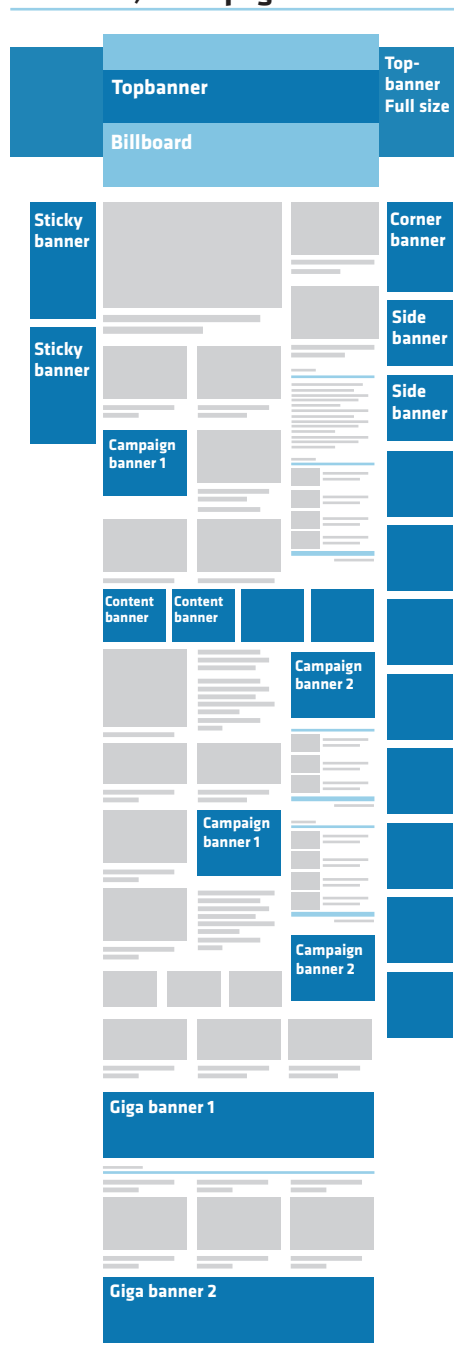 Topbanner
Top-
banner
Full size
Billboard
Sticky
banner
Corner
banner
Side
banner
Sticky
banner
Side
banner
Campaign
banner 1
Content
banner
Content
banner
Campaign
banner 2
Campaign
banner 1
Campaign
banner 2
Giga banner 1
Giga banner 2